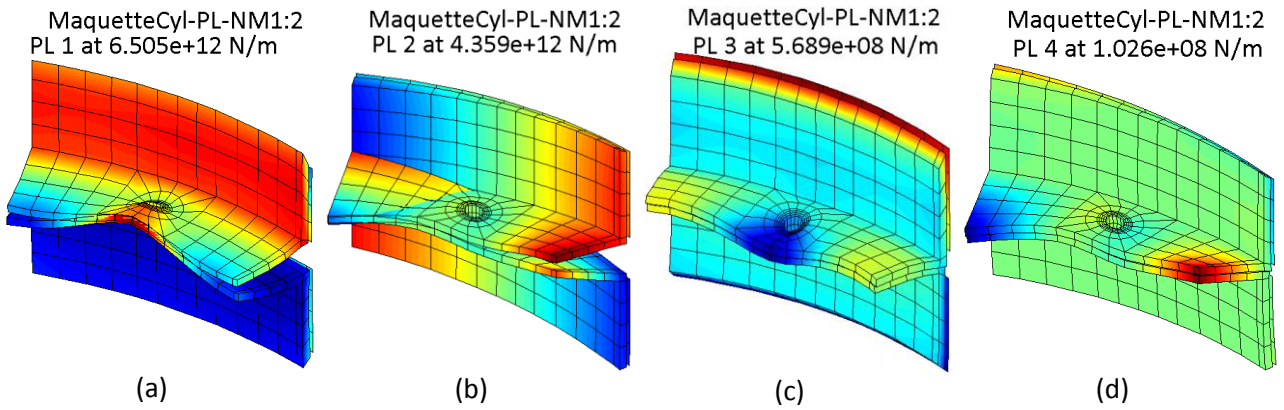 MaquetteCyl-PL-NM1:2
PL 1 at 6.505e+12 N/m
MaquetteCyl-PL-NM1:2
PL 2 at 4.359e+12 N/m
MaquetteCyl-PL-NM1:2
PL 3 at 5.689e+08 N/m
MaquetteCyl-PL-NM1:2
PL 4 at 1.026e+08 N/m
(a)
(b)
(c)
(d)